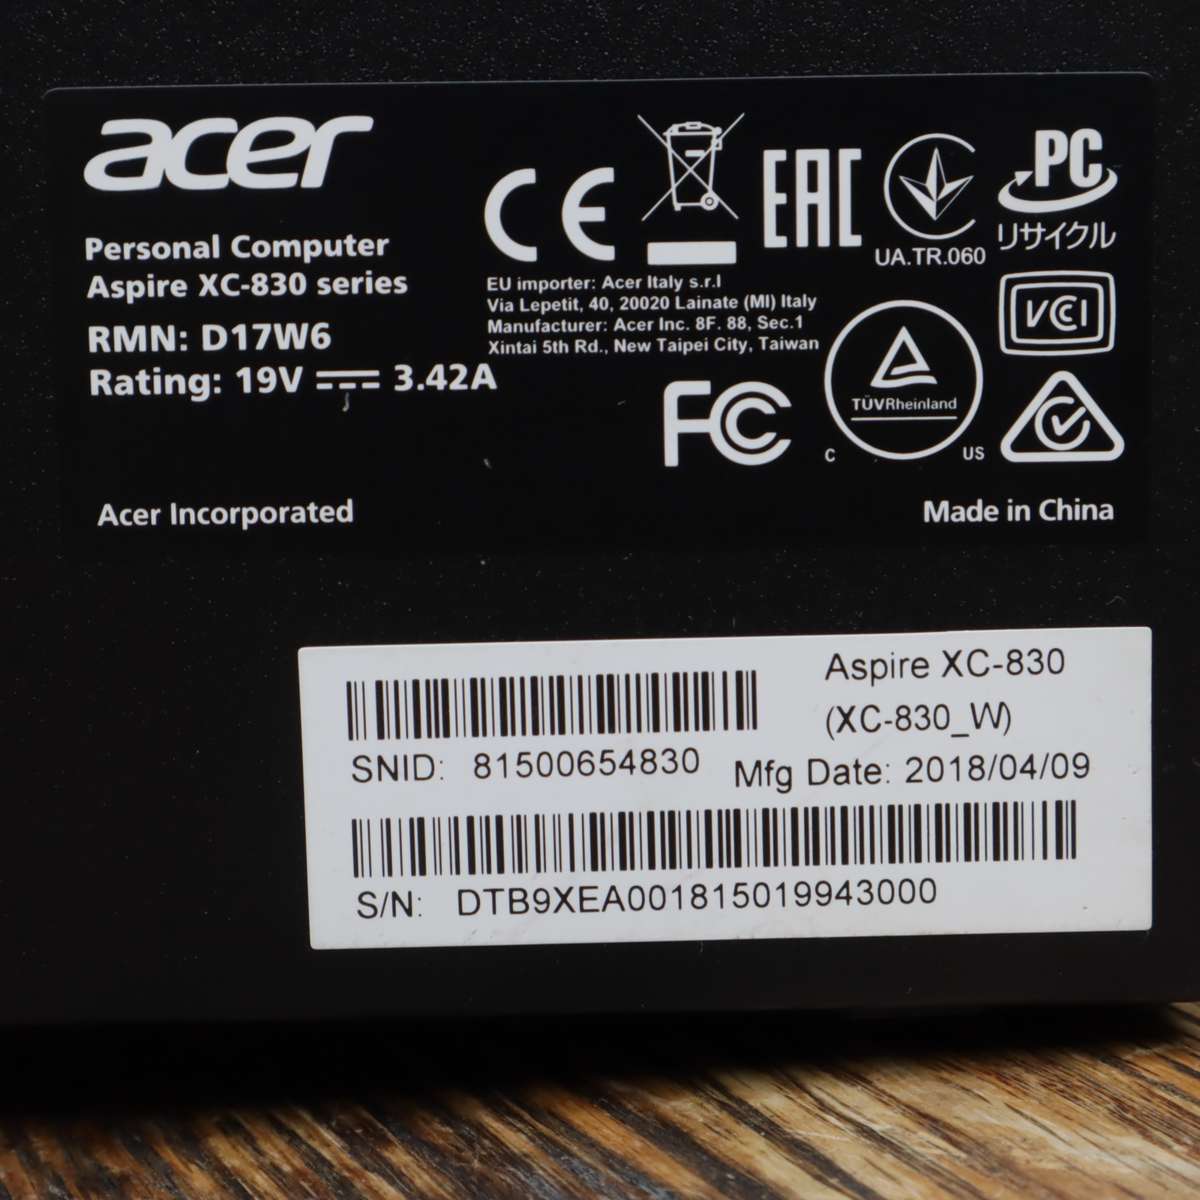 acer
Personal Computer
Aspire XC-830 series
RMN: D17W6
Rating: 19V ⎓ 3.42A
Acer Incorporated
CE
EAC
UA.TR.060
PC
リサイクル
EU importer: Acer Italy s.r.l
Via Lepetit, 40, 20020 Lainate (MI) Italy
Manufacturer: Acer Inc. 8F. 88, Sec.1
Xintai 5th Rd., New Taipei City, Taiwan
VCCI
FC
TÜVRheinland
C US
Made in China
Aspire XC-830
(XC-830_W)
SNID: 81500654830
Mfg Date: 2018/04/09
S/N: DTB9XEA001815019943000